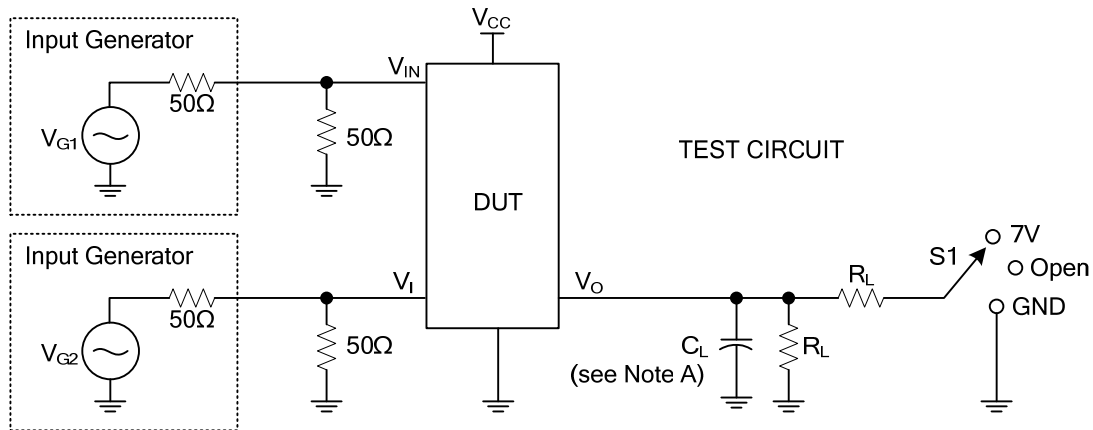 V_CC
Input Generator
V_IN
50Ω
V_G1
50Ω
TEST CIRCUIT
DUT
Input Generator
7V
S1
Open
V_I
V_O
R_L
50Ω
GND
V_G2
50Ω
C_L
R_L
(see Note A)